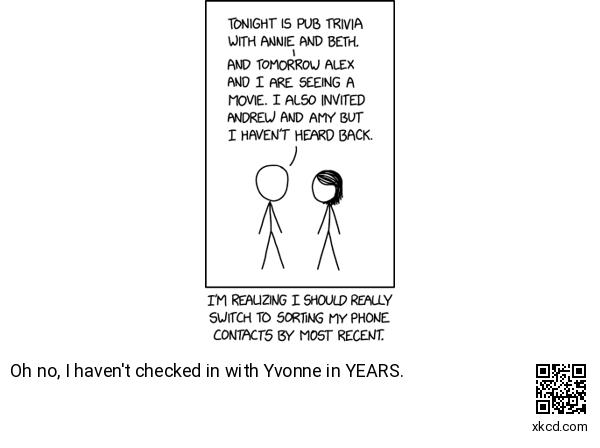 TONIGHT IS PUB TRIVIA
WITH ANNIE AND BETH.
AND TOMORROW ALEX
AND I ARE SEEING A
MOVIE. I ALSO INVITED
ANDREW AND AMY BUT
I HAVEN'T HEARD BACK.
I'M REALIZING I SHOULD REALLY
SWITCH TO SORTING MY PHONE
CONTACTS BY MOST RECENT.
Oh no, I haven't checked in with Yvonne in YEARS.
xkcd.com